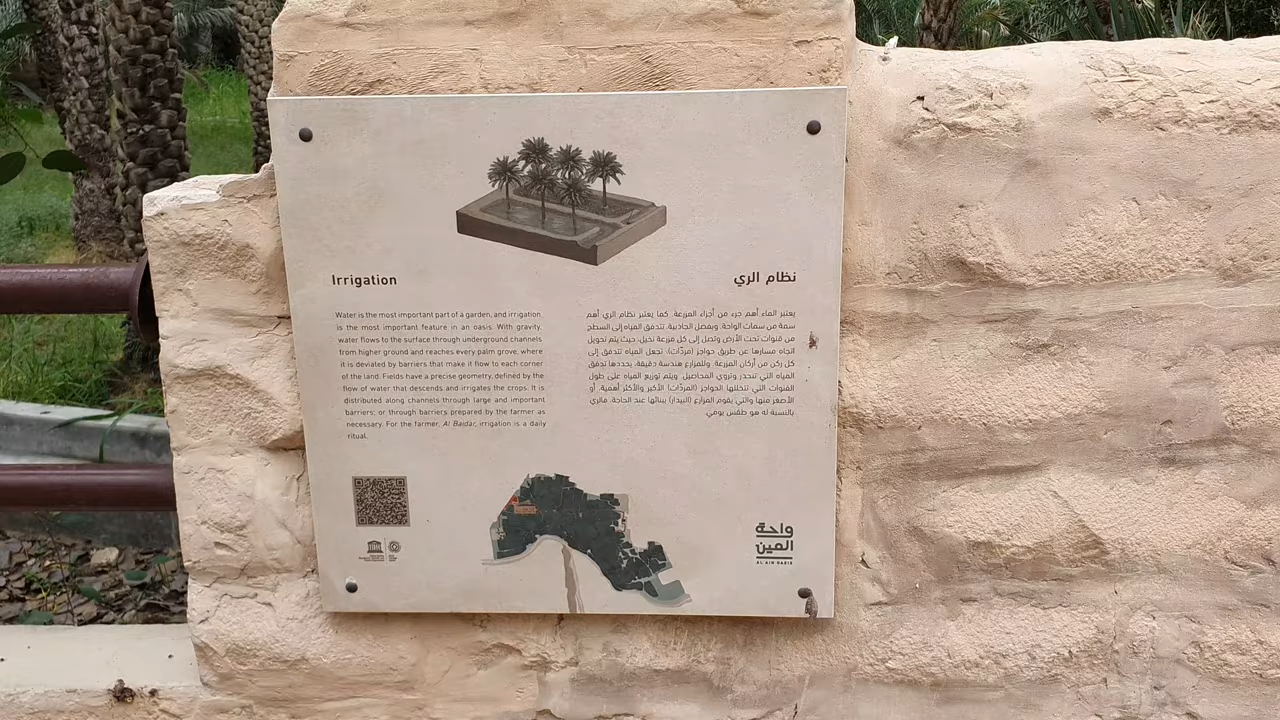 Irrigation
نظام الري
Water is the most important part of a garden, and irrigation
is the most important feature in an oasis. With gravity,
water flows to the surface through underground channels
from higher ground and reaches every palm grove, where
it is deviated by barriers that make it flow to each corner
of the land. Fields have a precise geometry, defined by the
flow of water that descends and irrigates the crops. It is
distributed along channels through large and important
barriers; or through barriers prepared by the farmer as
necessary. For the farmer, Al Baidar, irrigation is a daily
ritual.
يعتبر الماء أهم جزء من أجزاء المزرعة. كما يعتبر نظام الري أهم
سمة من سمات الواحة. وبفضل الجاذبية، تتدفق المياه إلى السطح
من قنوات تحت الأرض وتصل إلى كل مزرعة نخيل، حيث يتم تحويل
اتجاه مسارها عن طريق حواجز (مردّات)، تجعل المياه تتدفق إلى
كل ركن من أركان المزرعة. وللمزارع هندسة دقيقة، يحددها تدفق
المياه التي تنحدر وتروي المحاصيل. ويتم توزيع المياه على طول
القنوات التي تتخللها الحواجز (المردّات) الأكبر والأكثر أهمية، أو
الأصغر منها والتي يقوم المزارع (البيدار) ببنائها عند الحاجة. فالري
بالنسبة له هو طقس يومي.
واحة
العين
AL AIN OASIS